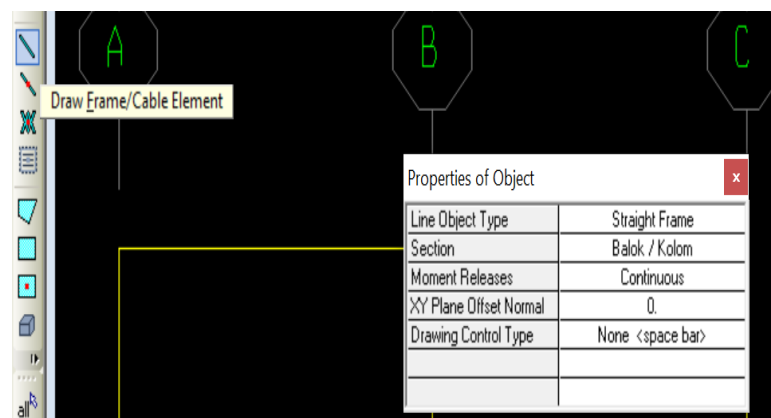 A B C
Draw Frame/Cable Element
Properties of Object x
Line Object Type Straight Frame
Section Balok / Kolom
Moment Releases Continuous
XY Plane Offset Normal 0.
Drawing Control Type None <space bar>
all